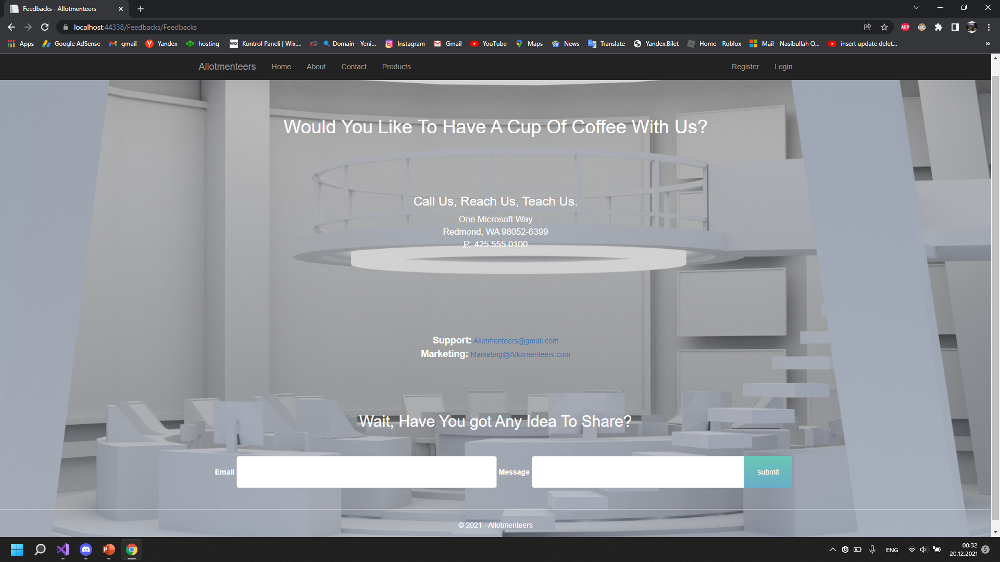 Feedbacks - Allotmenteers
localhost:44338/Feedbacks/Feedbacks
ABP
Apps Google AdSense gmail Yandex hosting WIX Kontrol Paneli | Wix.... Domain - Yeni... Instagram Gmail YouTube Maps News Translate Yandex.Bilet Home - Roblox Mail - Nasibullah Q... insert update delet...
Allotmenteers Home About Contact Products Register Login
Would You Like To Have A Cup Of Coffee With Us?
Call Us, Reach Us, Teach Us.
One Microsoft Way
Redmond, WA 98052-6399
P: 425.555.0100
Support: Allotmenteers@gmail.com
Marketing: Marketing@Allotmenteers.com
Wait, Have You got Any Idea To Share?
Email Message submit
© 2021 - Allotmenteers
ENG
00:32
20.12.2021
5